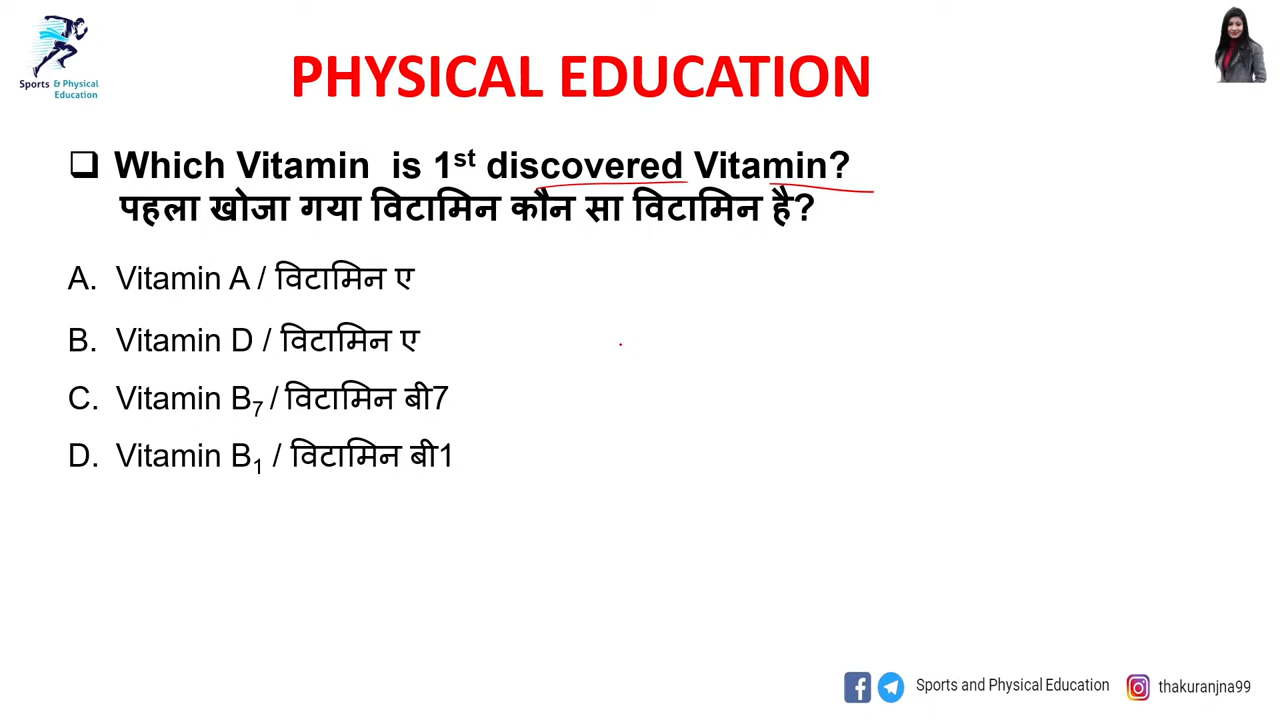 Sports & Physical
Education
PHYSICAL EDUCATION
❑ Which Vitamin is 1st discovered Vitamin?
पहला खोजा गया विटामिन कौन सा विटामिन है?
A. Vitamin A / विटामिन ए
B. Vitamin D / विटामिन ए
C. Vitamin B7 / विटामिन बी7
D. Vitamin B1 / विटामिन बी1
Sports and Physical Education
thakuranjna99